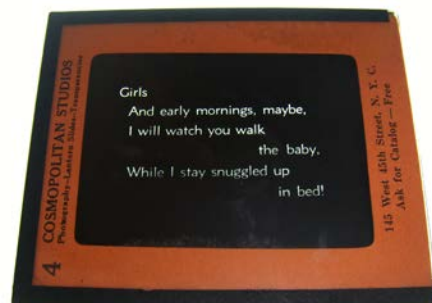 4
COSMOPOLITAN STUDIOS
Photography—Lecture Slides—Transparencies
Girls
And early mornings, maybe,
I will watch you walk
the baby,
While I stay snuggled up
in bed!
145 West 45th Street, N. Y. C.
Ask for Catalog — Free